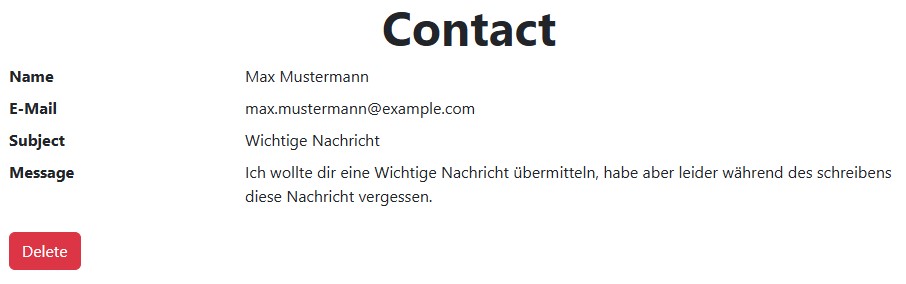 Contact
Name Max Mustermann
E-Mail max.mustermann@example.com
Subject Wichtige Nachricht
Message Ich wollte dir eine Wichtige Nachricht übermitteln, habe aber leider während des schreibens
diese Nachricht vergessen.
Delete